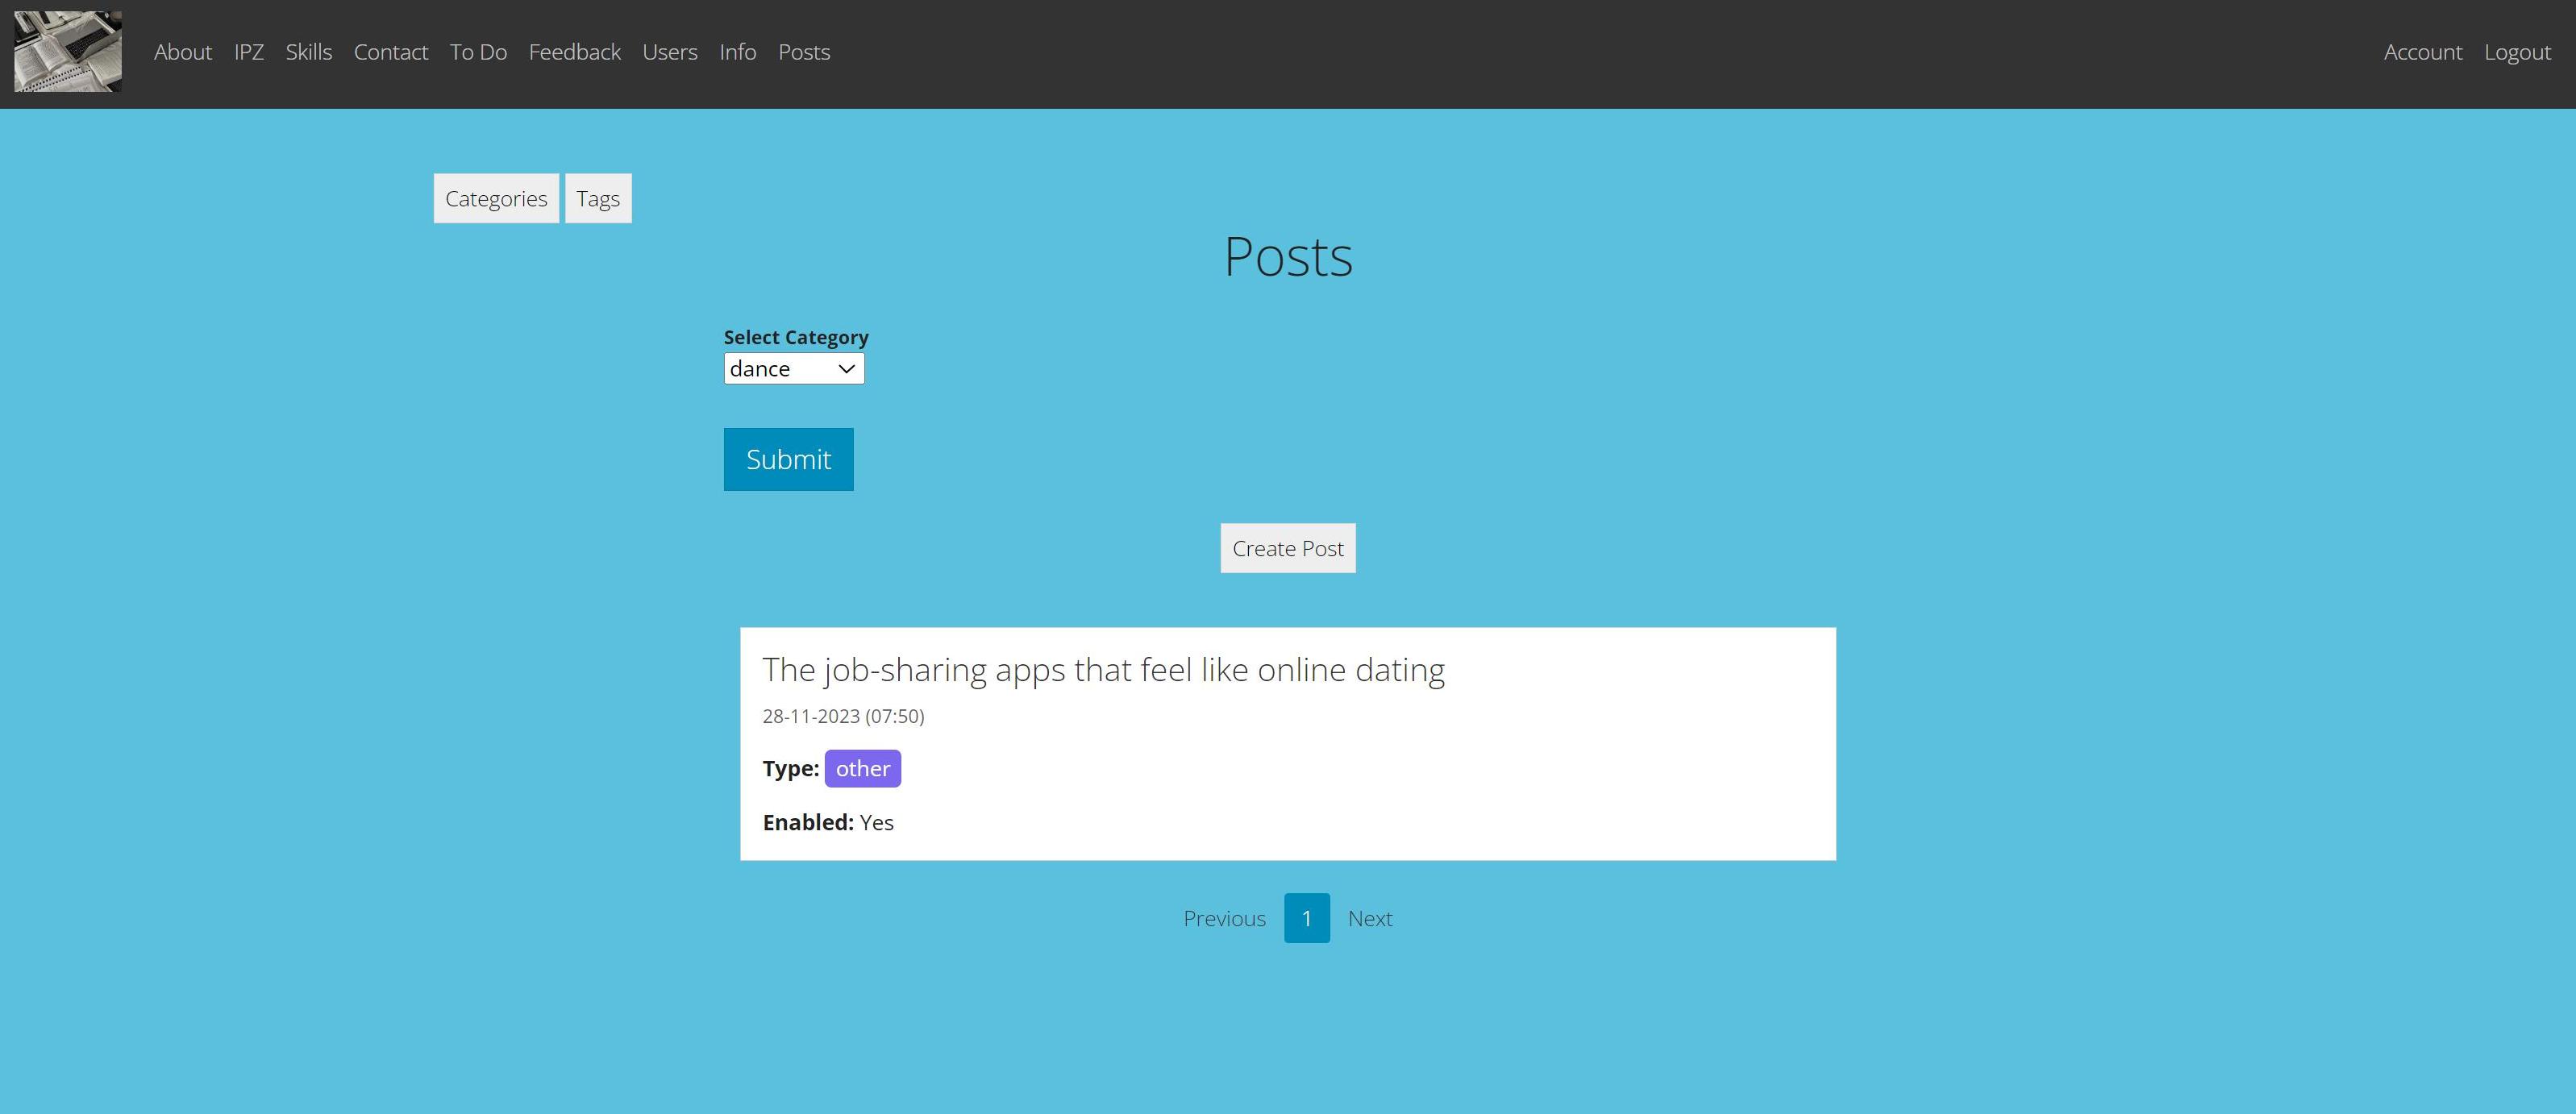 About IPZ Skills Contact To Do Feedback Users Info Posts Account Logout
Categories Tags
Posts
Select Category
dance
Submit
Create Post
The job-sharing apps that feel like online dating
28-11-2023 (07:50)
Type: other
Enabled: Yes
Previous 1 Next